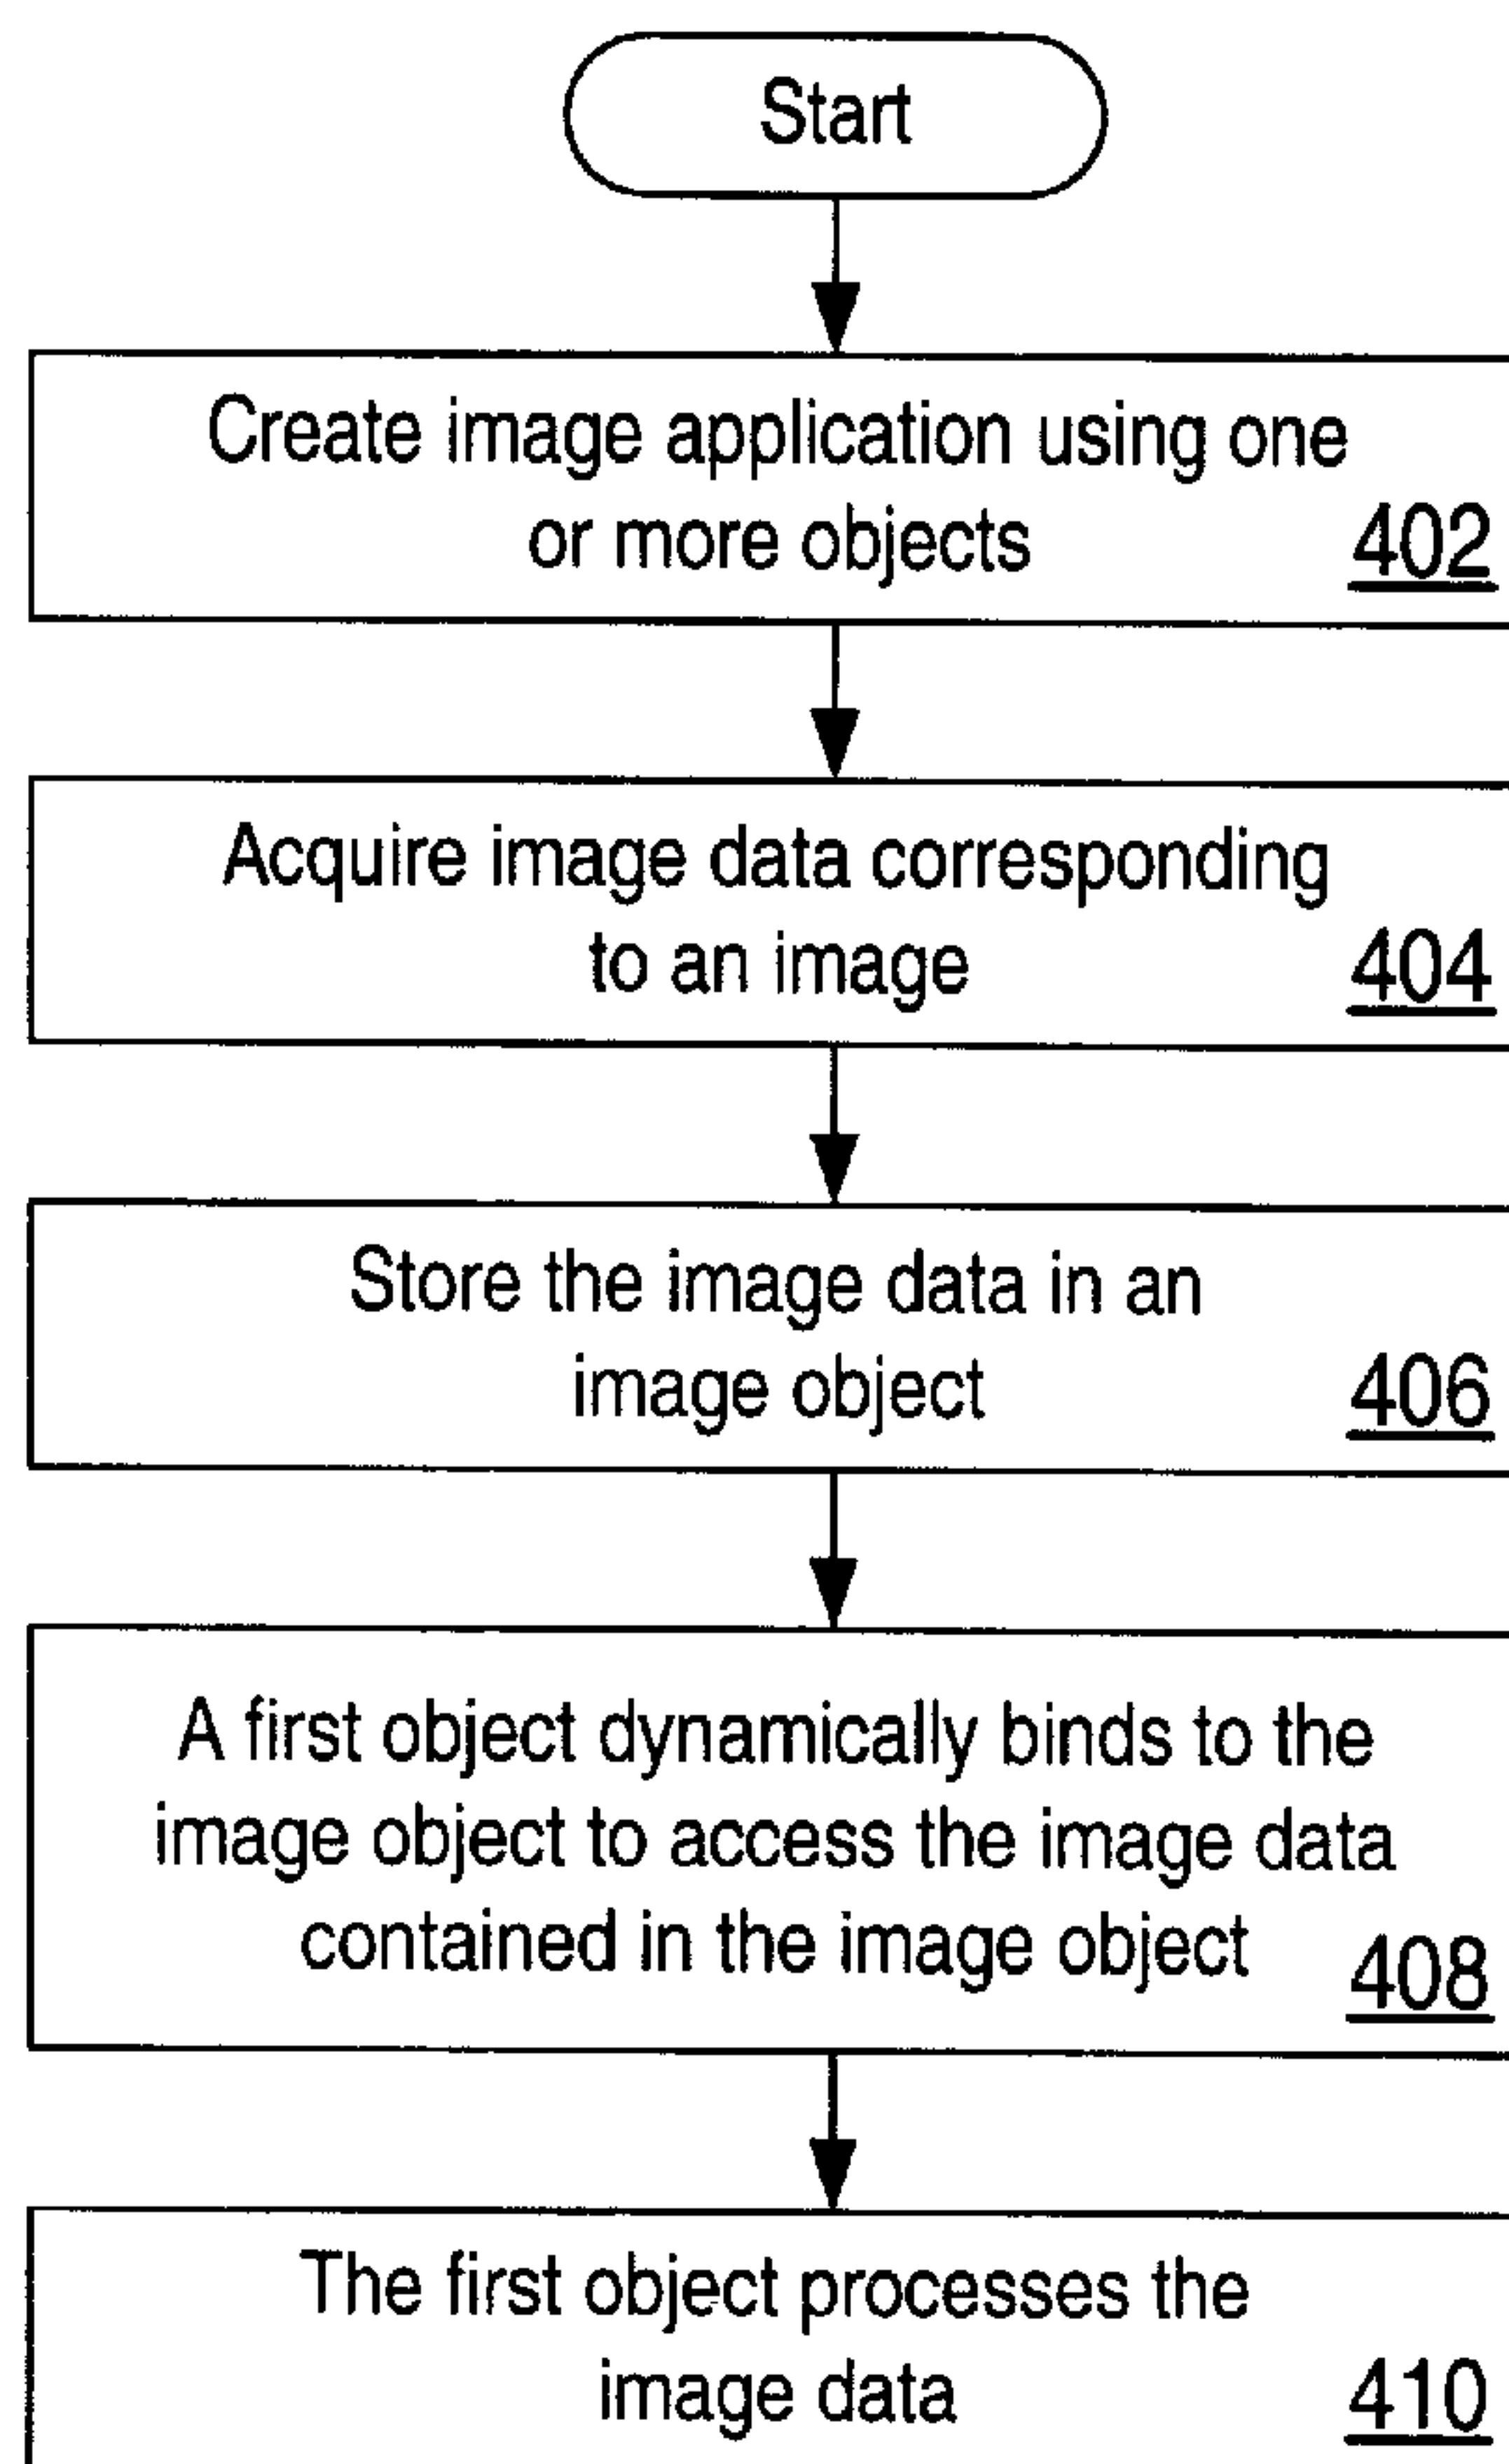 Start
Create image application using one
or more objects
402
Acquire image data corresponding
to an image
404
Store the image data in an
image object
406
A first object dynamically binds to the
image object to access the image data
contained in the image object
408
The first object processes the
image data
410